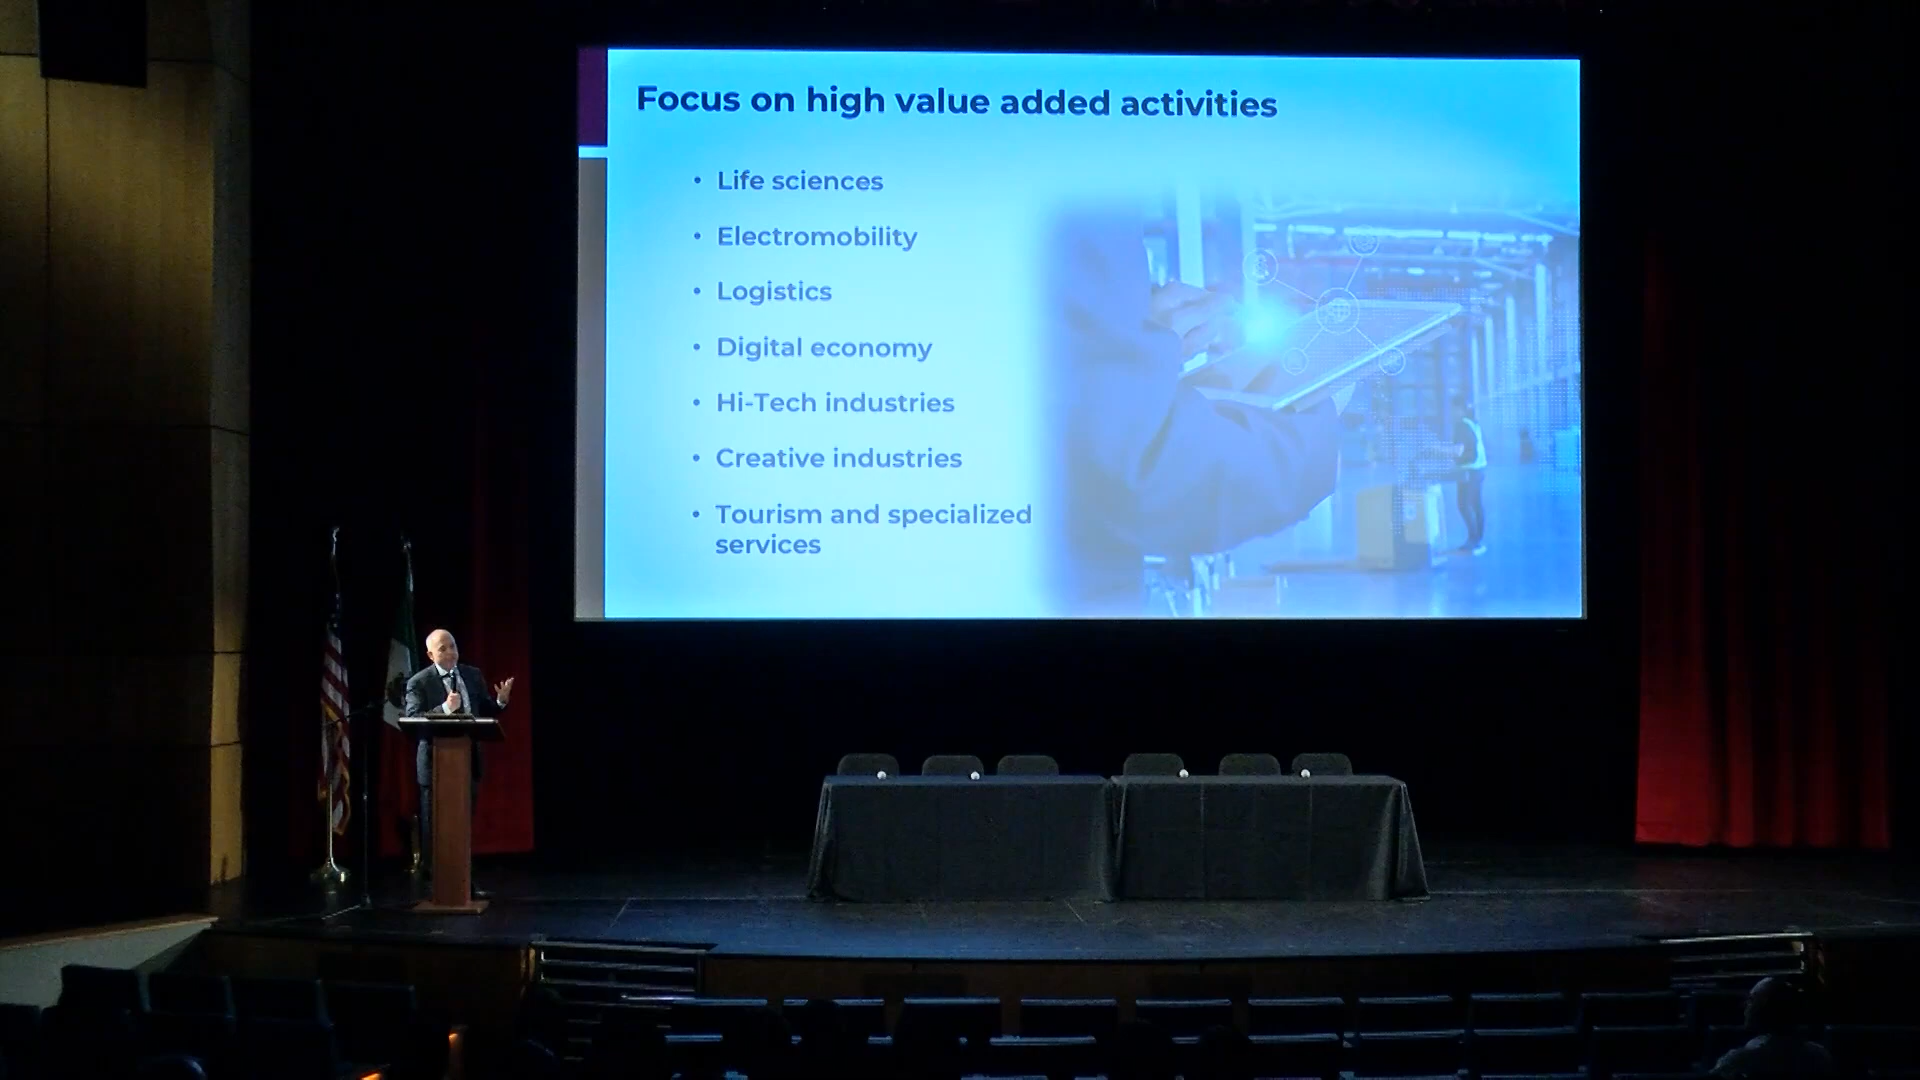 Focus on high value added activities
• Life sciences
• Electromobility
• Logistics
• Digital economy
• Hi-Tech industries
• Creative industries
• Tourism and specialized
services